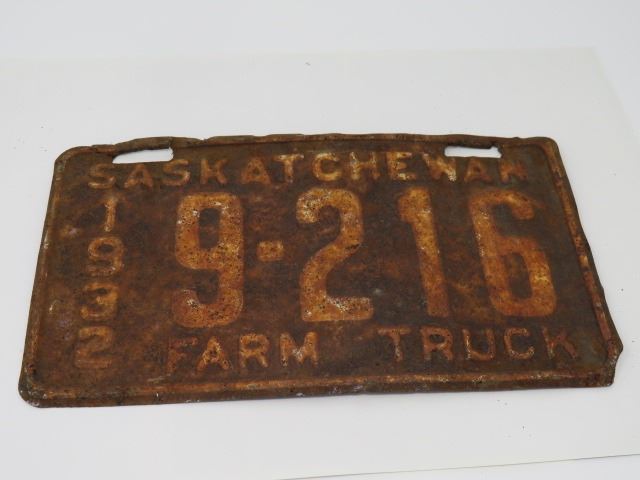 SASKATCHEWAN
1932
9-216
FARM TRUCK